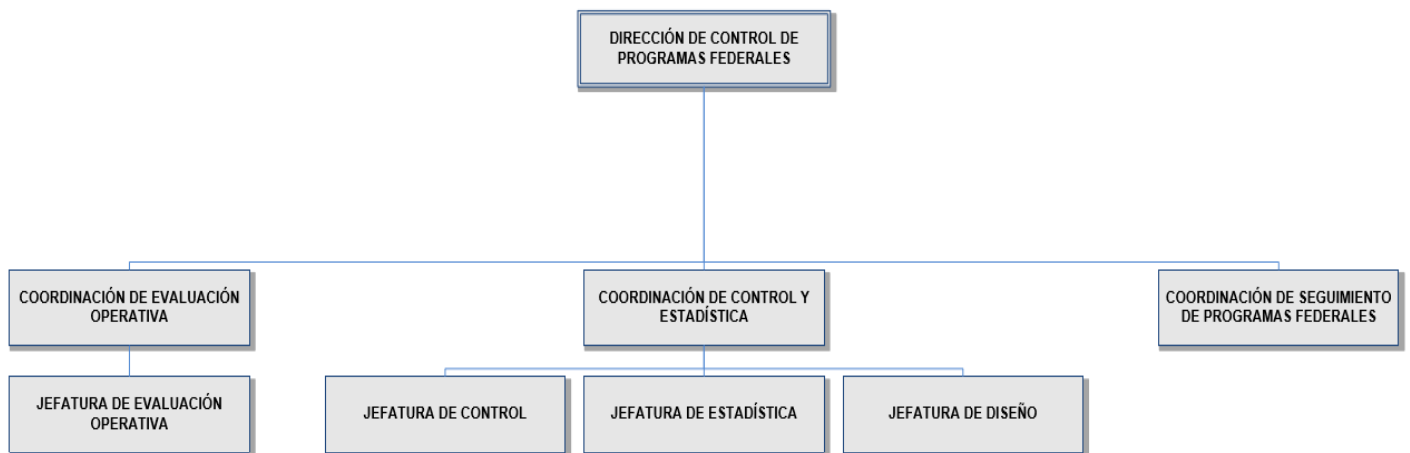 DIRECCIÓN DE CONTROL DE
PROGRAMAS FEDERALES
COORDINACIÓN DE EVALUACIÓN
OPERATIVA
COORDINACIÓN DE CONTROL Y
ESTADÍSTICA
COORDINACIÓN DE SEGUIMIENTO
DE PROGRAMAS FEDERALES
JEFATURA DE EVALUACIÓN
OPERATIVA
JEFATURA DE CONTROL
JEFATURA DE ESTADÍSTICA
JEFATURA DE DISEÑO